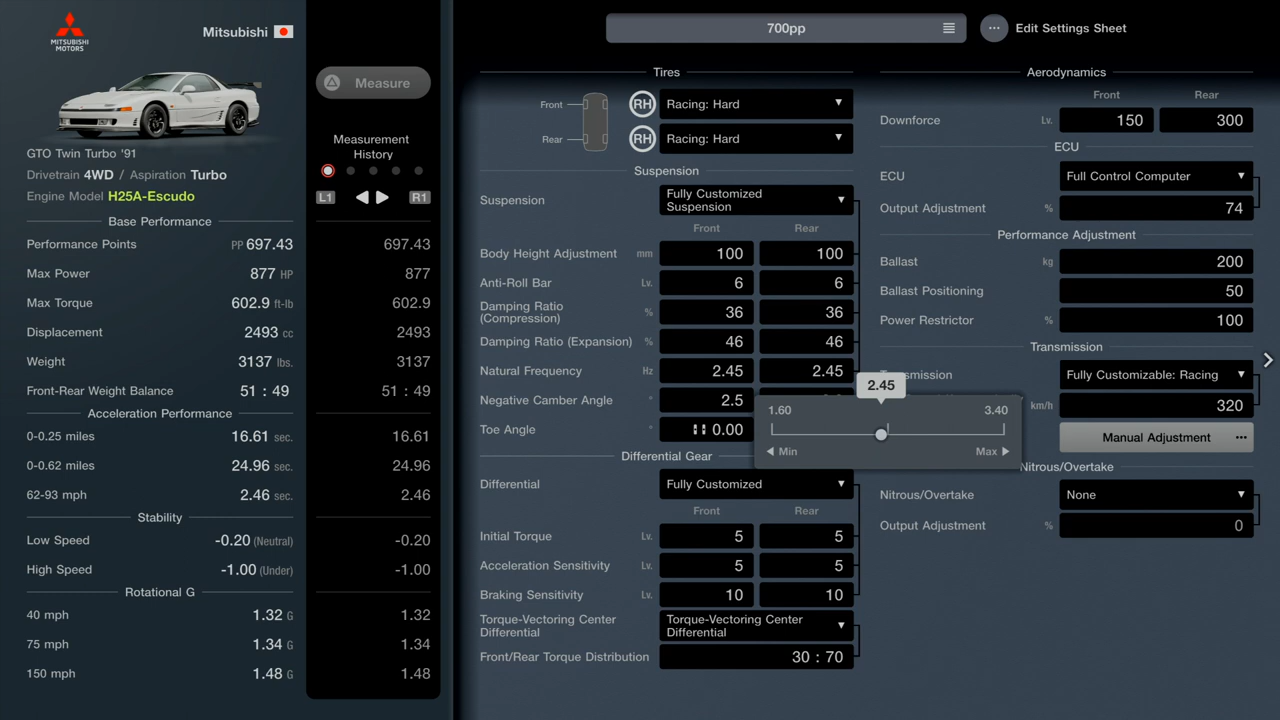 700pp
Edit Settings Sheet
MITSUBISHI
MOTORS
Mitsubishi
GTO Twin Turbo '91
Drivetrain 4WD / Aspiration Turbo
Engine Model H25A-Escudo
Base Performance
Performance Points PP 697.43
Max Power 877 HP
Max Torque 602.9 ft-lb
Displacement 2493 cc
Weight 3137 lbs.
Front-Rear Weight Balance 51 : 49
Acceleration Performance
0-0.25 miles 16.61 sec.
0-0.62 miles 24.96 sec.
62-93 mph 2.46 sec.
Stability
Low Speed -0.20 (Neutral)
High Speed -1.00 (Under)
Rotational G
40 mph 1.32 G
75 mph 1.34 G
150 mph 1.48 G
Measure
Measurement
History
L1 R1
697.43
877
602.9
2493
3137
51 : 49
16.61
24.96
2.46
-0.20
-1.00
1.32
1.34
1.48
Tires
Front RH Racing: Hard
Rear RH Racing: Hard
Suspension
Suspension Fully Customized
Suspension
Front Rear
Body Height Adjustment mm 100 100
Anti-Roll Bar Lv. 6 6
Damping Ratio
(Compression) % 36 36
Damping Ratio (Expansion) % 46 46
Natural Frequency Hz 2.45 2.45
Negative Camber Angle ° 2.5
Toe Angle ° 0.00
2.45
1.60 3.40
Min Max
Differential Gear
Differential Fully Customized
Front Rear
Initial Torque Lv. 5 5
Acceleration Sensitivity Lv. 5 5
Braking Sensitivity Lv. 10 10
Torque-Vectoring Center
Differential
Torque-Vectoring Center
Differential
Front/Rear Torque Distribution 30 : 70
Aerodynamics
Front Rear
Downforce Lv. 150 300
ECU
ECU Full Control Computer
Output Adjustment % 74
Performance Adjustment
Ballast kg 200
Ballast Positioning 50
Power Restrictor % 100
Transmission
Fully Customizable: Racing
km/h 320
Manual Adjustment
Nitrous/Overtake
Nitrous/Overtake None
Output Adjustment % 0